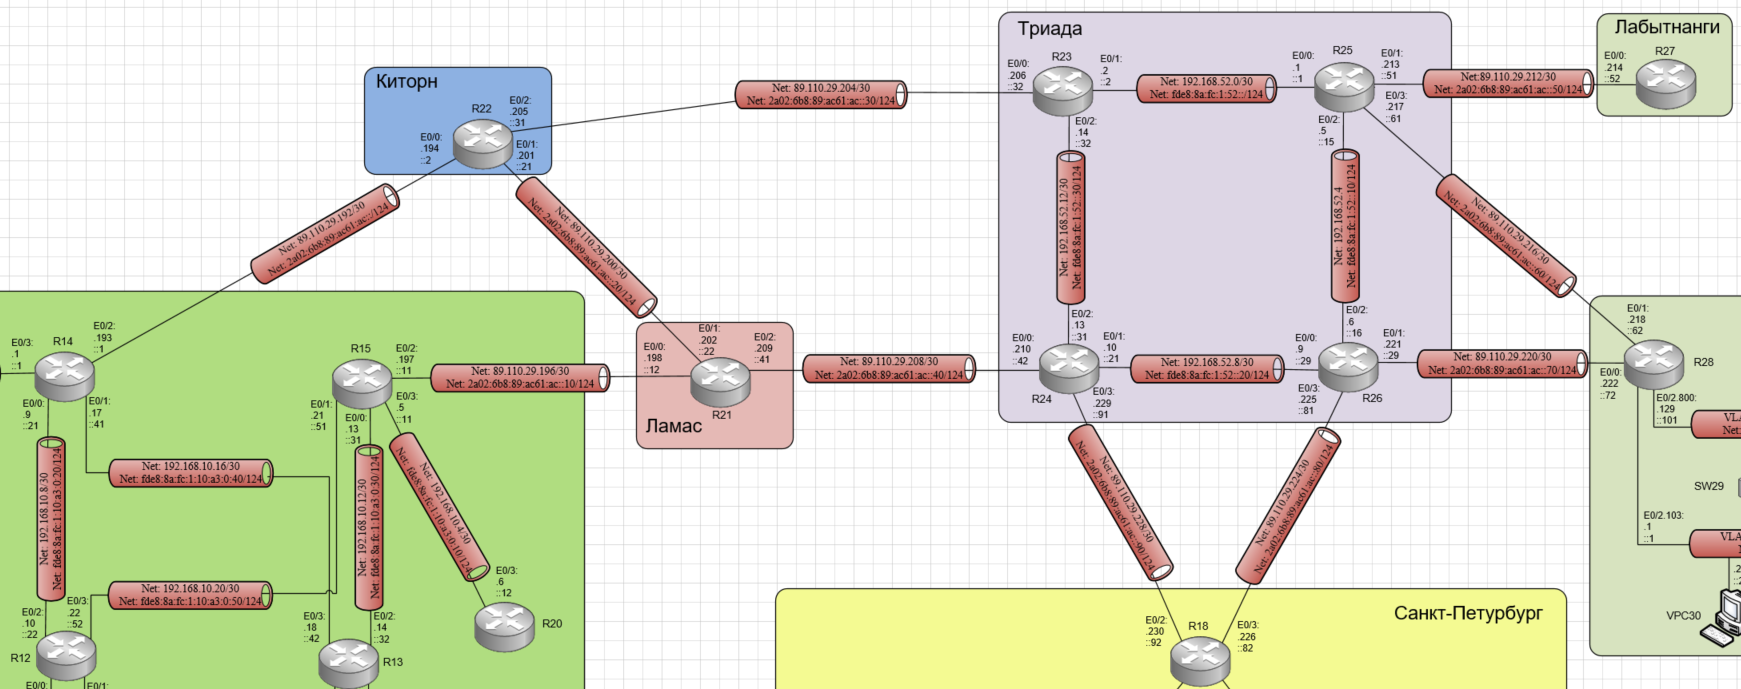 Киторн
R22
E0/2:
.205
::31
E0/0:
.194
::2
E0/1:
.201
::21
Net: 89.110.29.204/30
Net: 2a02:6b8:89:ac61:ac::30/124
Net: 89.110.29.192/30
Net: 2a02:6b8:89:ac61:ac::/124
Net: 89.110.29.200/30
Net: 2a02:6b8:89:ac61:ac::20/124
Триада
E0/0:
.206
::32
R23
E0/1:
.2
::2
Net: 192.168.52.0/30
Net: fde8:8a:fc:1:52::/124
E0/0:
.1
::1
R25
E0/1:
.213
::51
E0/3:
.217
::61
E0/2:
.5
::15
E0/2:
.14
::32
Net:89.110.29.212/30
Net: 2a02:6b8:89:ac61:ac::50/124
Лабытнанги
E0/0:
.214
::52
R27
Net: 192.168.52.12/30
Net: fde8:8a:fc:1:52::30/124
Net: 192.168.52.4
Net: fde8:8a:fc:1:52::10/124
Net: 89.110.29.216/30
Net: 2a02:6b8:89:ac61:ac::60/124
E0/2:
.13
::31
E0/0:
.210
::42
E0/1:
.10
::21
R24
E0/3:
.229
::91
Net: 192.168.52.8/30
Net: fde8:8a:fc:1:52::20/124
E0/2:
.6
::16
E0/0:
.9
::29
E0/1:
.221
::29
E0/3:
.225
::81
R26
Net: 89.110.29.220/30
Net: 2a02:6b8:89:ac61:ac::70/124
E0/1:
.218
::62
R28
E0/0:
.222
::72
E0/2.800:
.129
::101
VLA
Net:
SW29
E0/2.103:
.1
::1
VLA
VPC30
E0/3:
.1
::1
R14
E0/2:
.193
::1
E0/0:
.9
::21
E0/1:
.17
::41
R15
E0/2:
.197
::11
E0/1:
.21
::51
E0/0:
.13
::31
E0/3:
.5
::11
Net: 89.110.29.196/30
Net: 2a02:6b8:89:ac61:ac::10/124
E0/1:
.202
::22
E0/0:
.198
::12
E0/2:
.209
::41
R21
Ламас
Net: 89.110.29.208/30
Net: 2a02:6b8:89:ac61:ac::40/124
Net: 192.168.10.8/30
Net: fde8:8a:fc:1:10:a3:0:20/124
Net: 192.168.10.16/30
Net: fde8:8a:fc:1:10:a3:0:40/124
Net: 192.168.10.12/30
Net: fde8:8a:fc:1:10:a3:0:30/124
Net: 192.168.10.4/30
Net: fde8:8a:fc:1:10:a3:0:10/124
Net: 192.168.10.20/30
Net: fde8:8a:fc:1:10:a3:0:50/124
E0/2:
.10
::22
E0/3:
.22
::52
R12
E0/0:
E0/1:
E0/3:
.18
::42
E0/2:
.14
::32
R13
E0/3:
.6
::12
R20
Net: 89.110.29.228/30
Net: 2a02:6b8:89:ac61:ac::90/124
Net: 89.110.29.224/30
Net: 2a02:6b8:89:ac61:ac::80/124
Санкт-Петурбург
E0/2:
.230
::92
R18
E0/3:
.226
::82